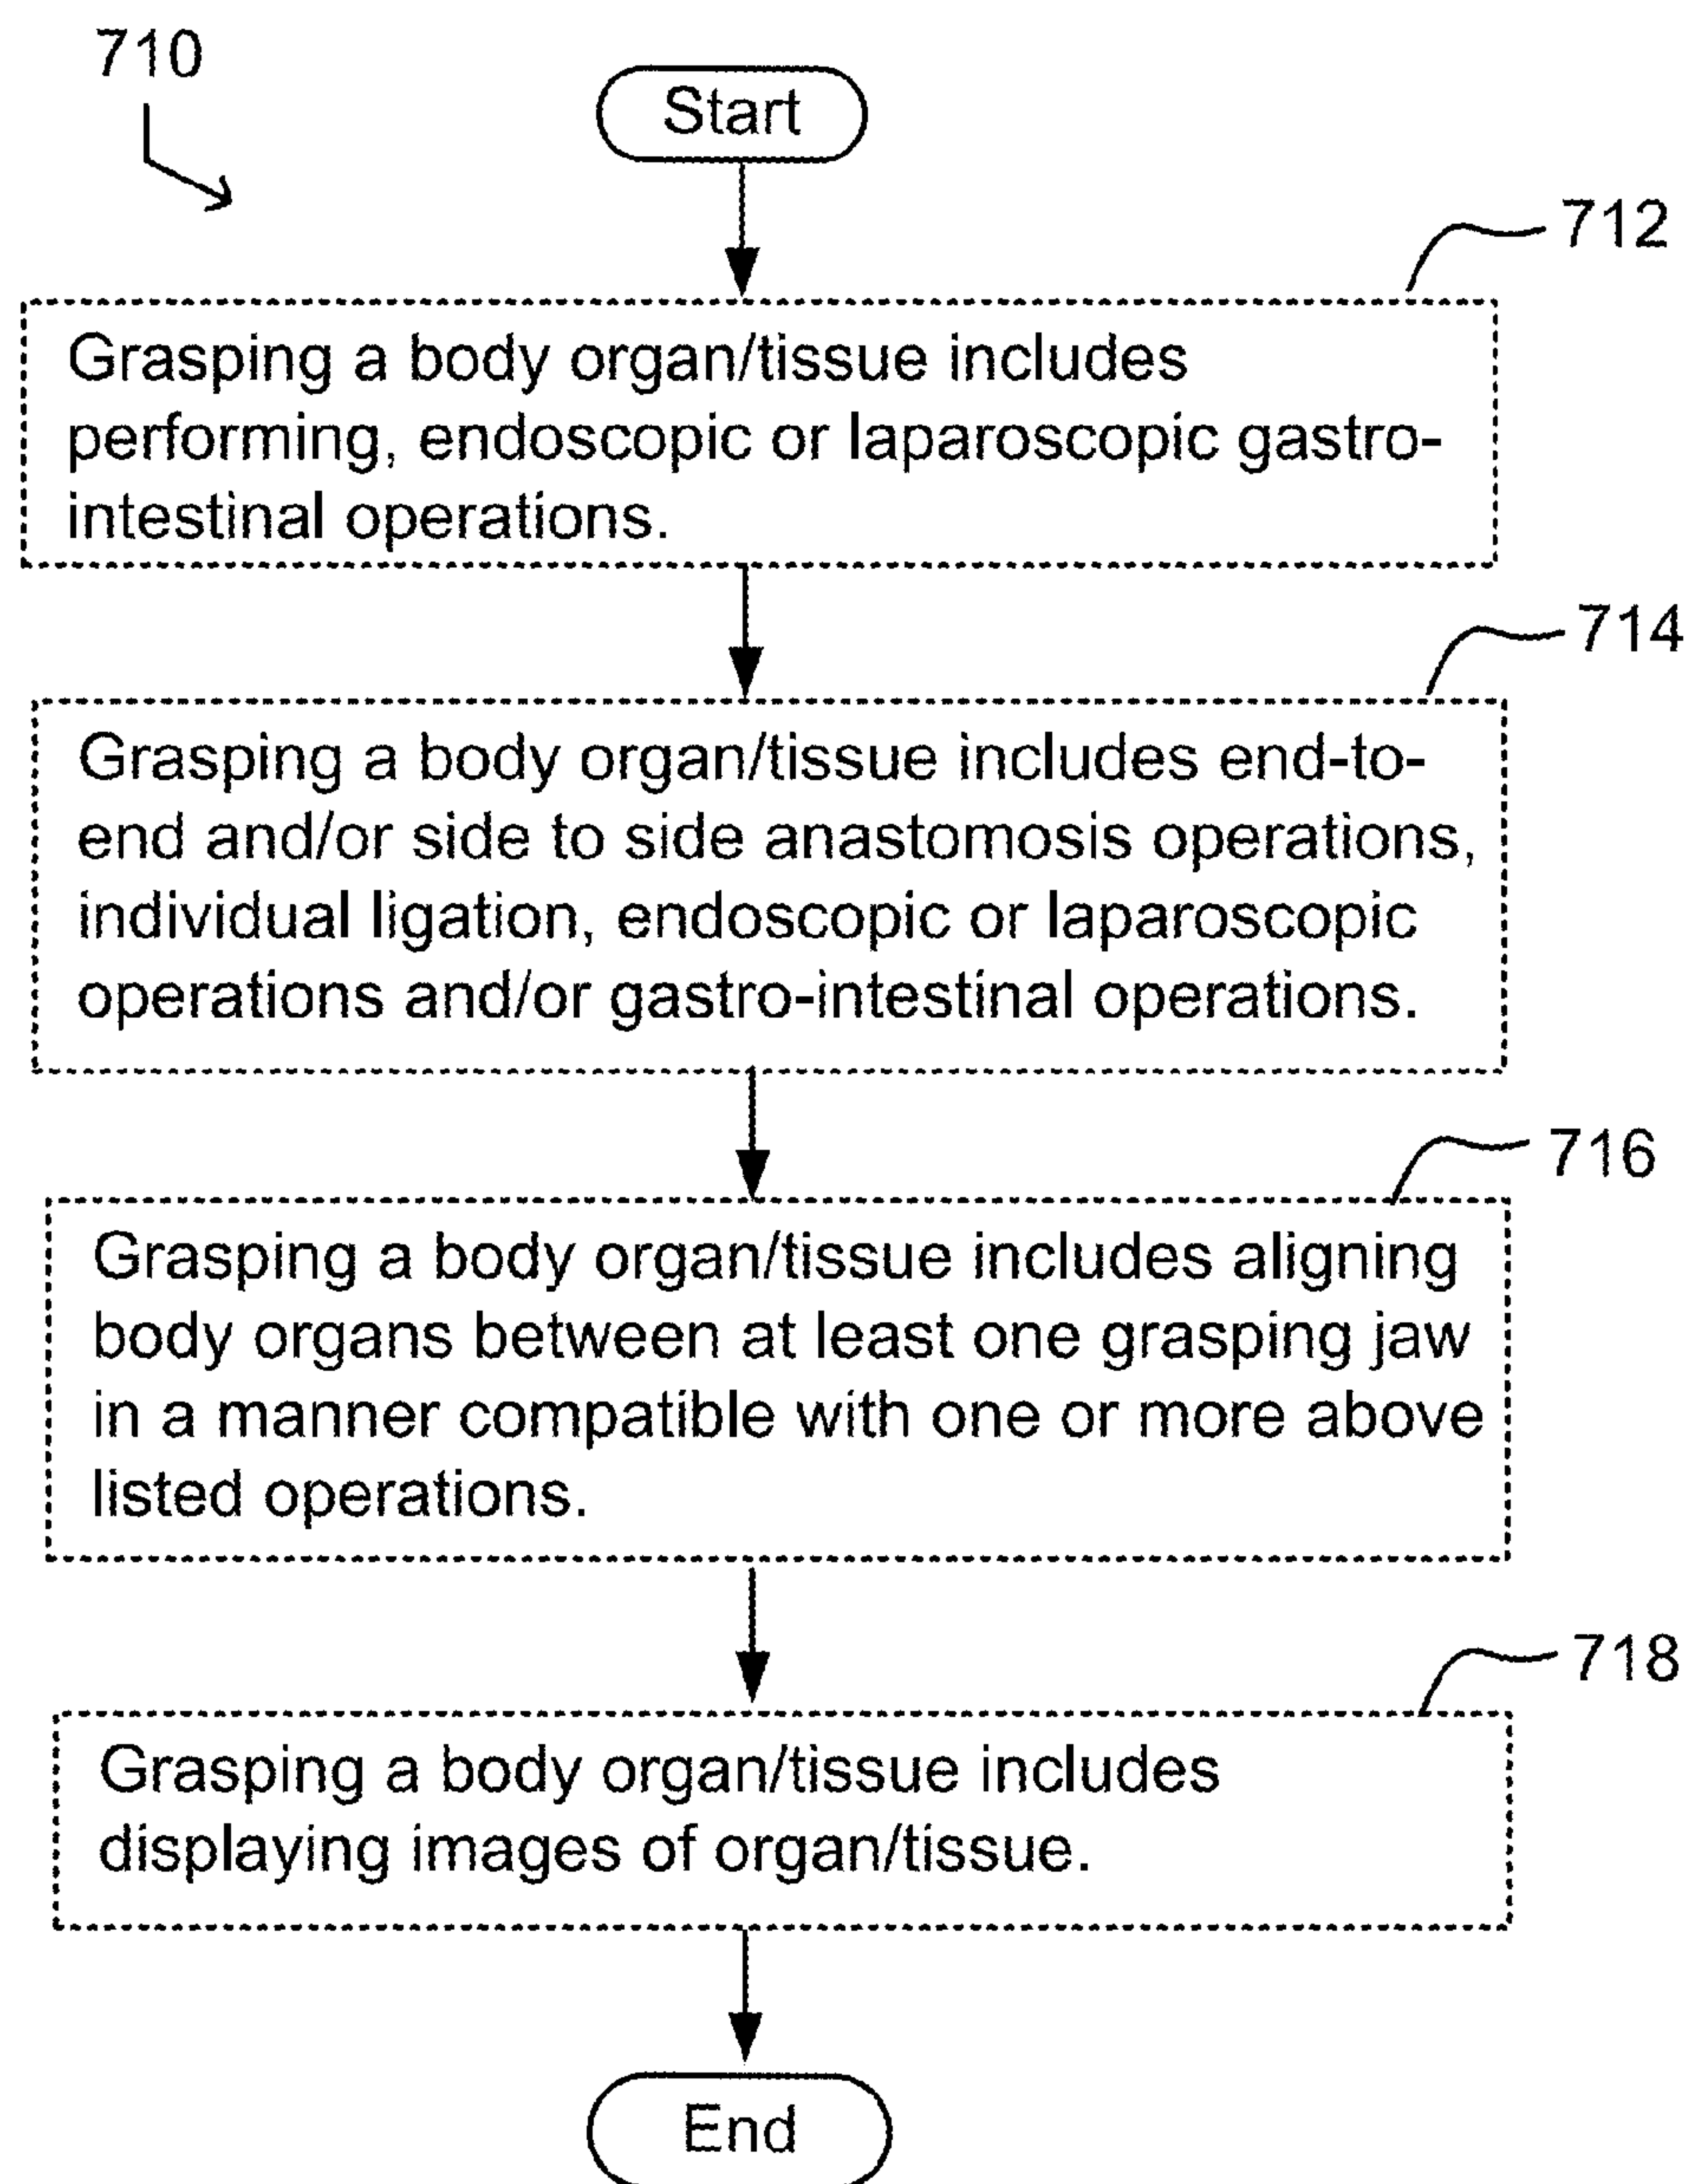 710
Start
712
Grasping a body organ/tissue includes
performing, endoscopic or laparoscopic gastro-
intestinal operations.
714
Grasping a body organ/tissue includes end-to-
end and/or side to side anastomosis operations,
individual ligation, endoscopic or laparoscopic
operations and/or gastro-intestinal operations.
716
Grasping a body organ/tissue includes aligning
body organs between at least one grasping jaw
in a manner compatible with one or more above
listed operations.
718
Grasping a body organ/tissue includes
displaying images of organ/tissue.
End